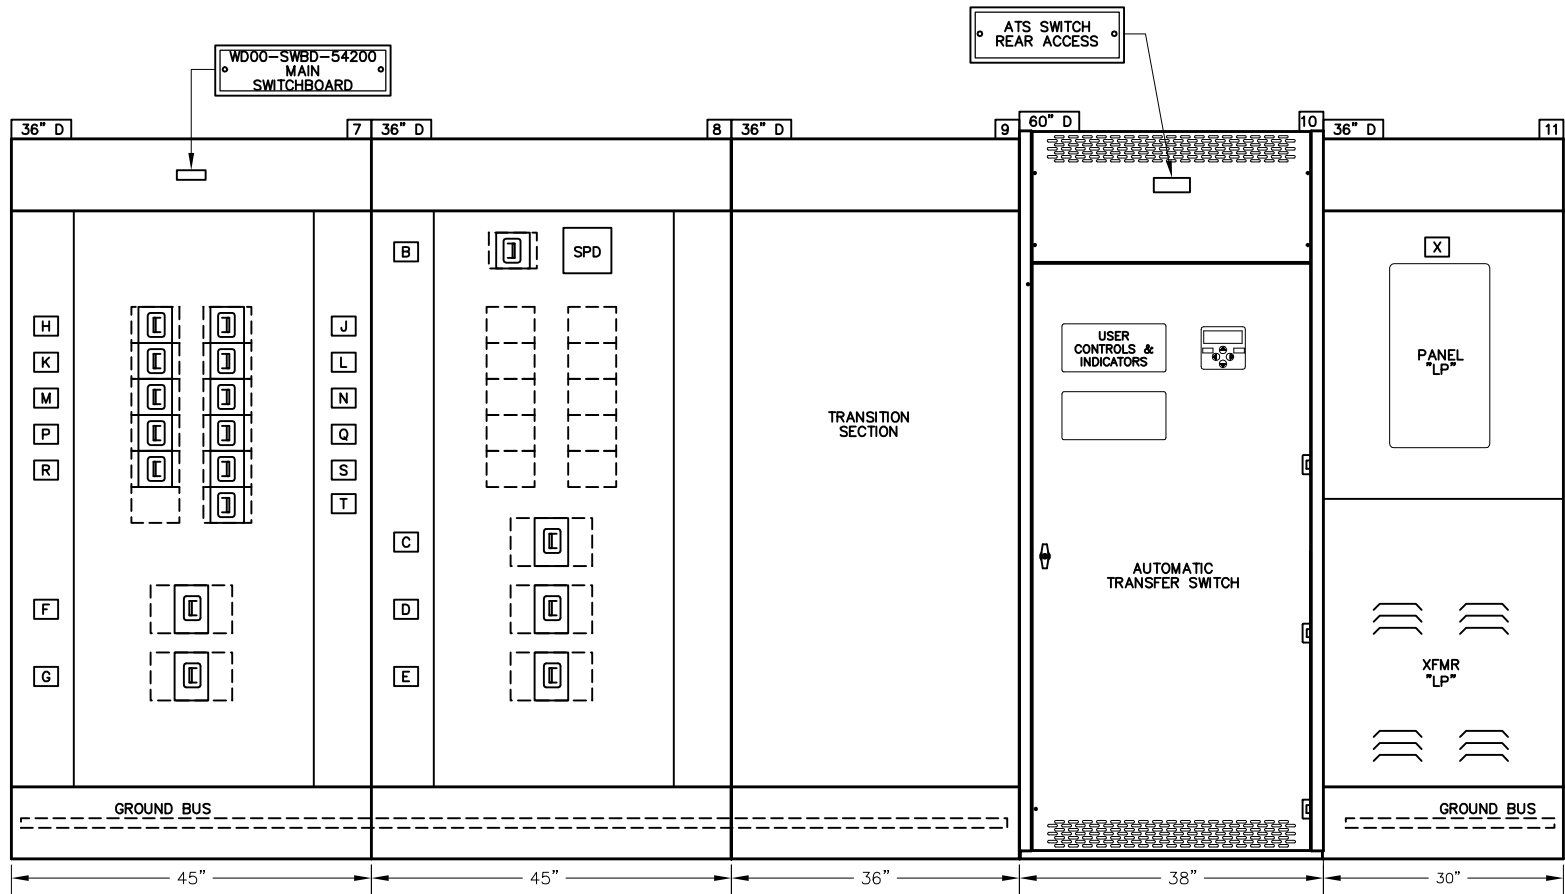 WD00-SWBD-54200
MAIN
SWITCHBOARD
ATS SWITCH
REAR ACCESS
36" D
7
36" D
8
36" D
9
60" D
10
36" D
11
B
SPD
X
H
J
K
L
M
N
P
Q
R
S
T
C
F
D
G
E
TRANSITION
SECTION
USER
CONTROLS &
INDICATORS
AUTOMATIC
TRANSFER SWITCH
PANEL
"LP"
XFMR
"LP"
GROUND BUS
GROUND BUS
45"
45"
36"
38"
30"